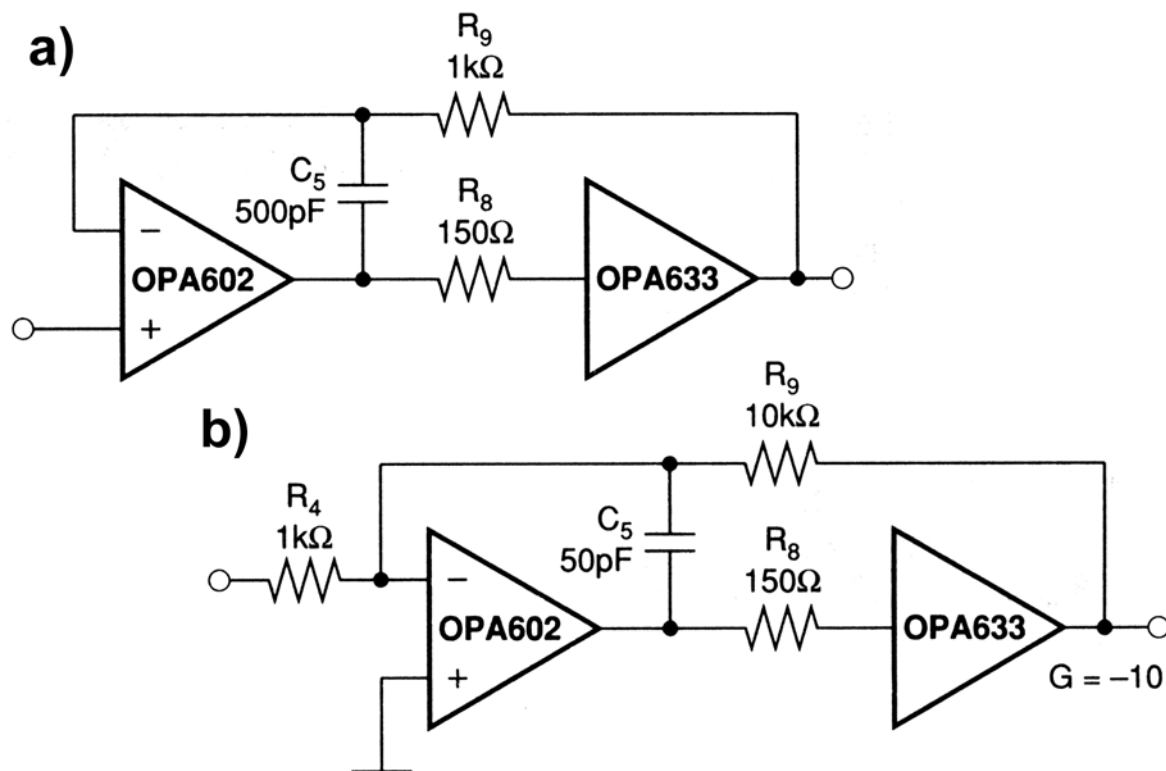 a)
R9
1kΩ
C5
500pF
R8
150Ω
−
OPA602
+
OPA633
b)
R9
10kΩ
R4
1kΩ
C5
50pF
R8
150Ω
−
OPA602
+
OPA633
G = −10